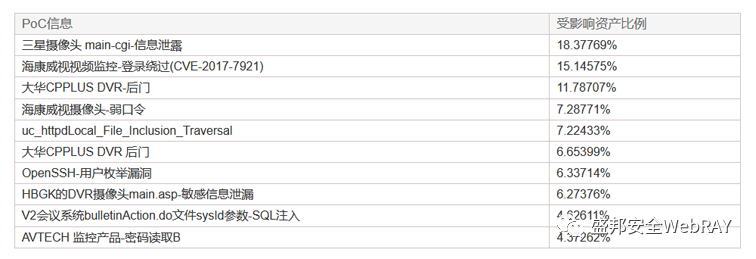 PoC信息 受影响资产比例
三星摄像头 main-cgi-信息泄露 18.37769%
海康威视视频监控-登录绕过(CVE-2017-7921) 15.14575%
大华CPPLUS DVR-后门 11.78707%
海康威视摄像头-弱口令 7.28771%
uc_httpdLocal_File_Inclusion_Traversal 7.22433%
大华CPPLUS DVR 后门 6.65399%
OpenSSH-用户枚举漏洞 6.33714%
HBGK的DVR摄像头main.asp-敏感信息泄漏 6.27376%
V2会议系统bulletinAction.do文件sysId参数-SQL注入 4.62611%
盛邦安全WebRAY
AVTECH 监控产品-密码读取B 4.37262%